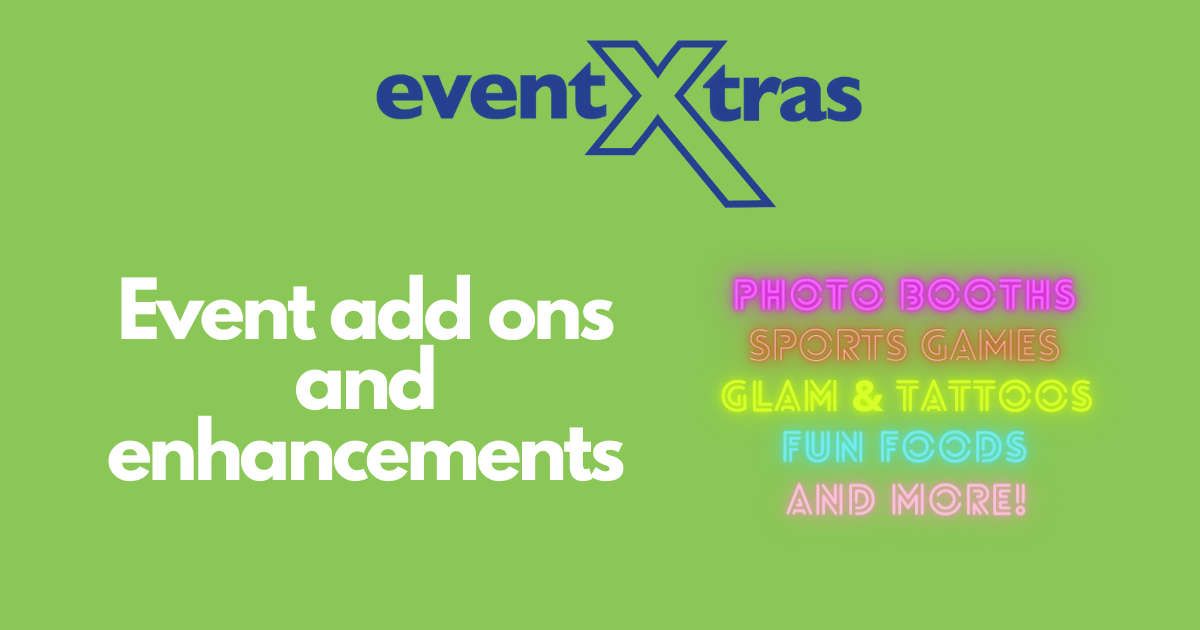 eventXtras
Event add ons
and
enhancements
PHOTO BOOTHS
SPORTS GAMES
GLAM & TATTOOS
FUN FOODS
AND MORE!